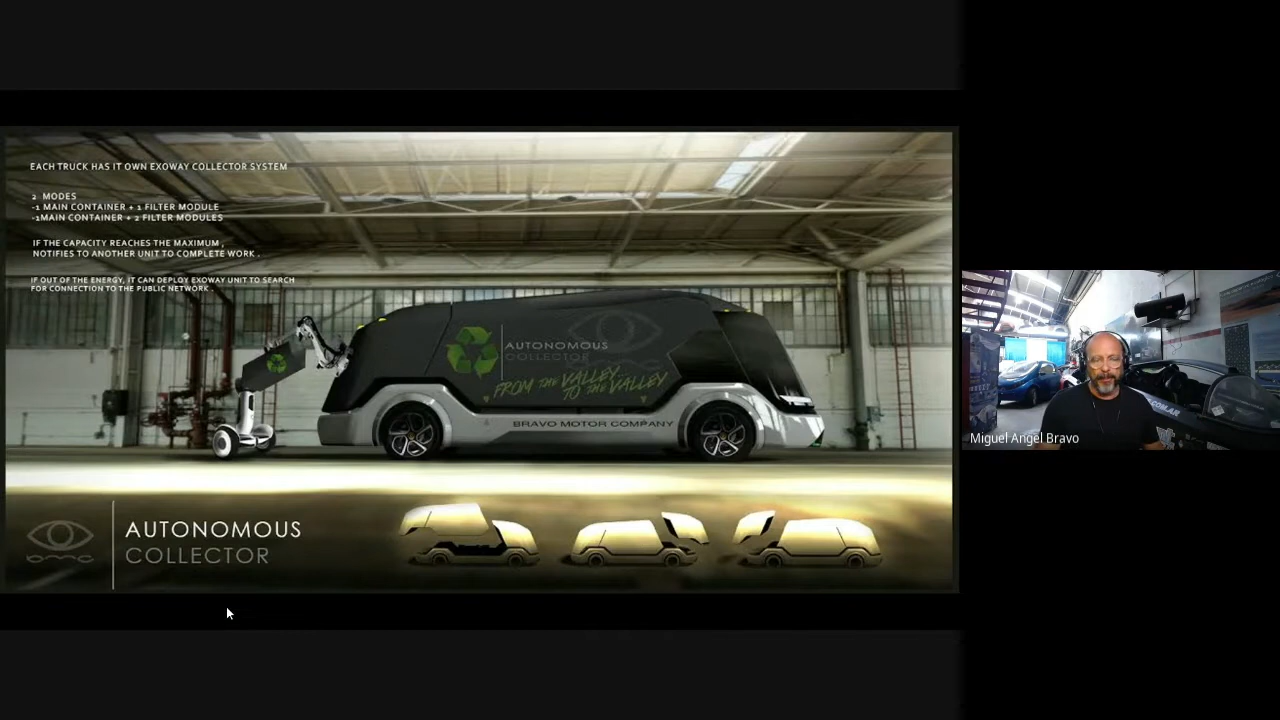 EACH TRUCK HAS IT OWN EXOWAY COLLECTOR SYSTEM
2 MODES
-1 MAIN CONTAINER + 1 FILTER MODULE
-1MAIN CONTAINER + 2 FILTER MODULES
IF THE CAPACITY REACHES THE MAXIMUM ,
NOTIFIES TO ANOTHER UNIT TO COMPLETE WORK .
IF OUT OF THE ENERGY, IT CAN DEPLOY EXOWAY UNIT TO SEARCH
FOR CONNECTION TO THE PUBLIC NETWORK
AUTONOMOUS
COLLECTOR
FROM THE VALLEY
TO THE VALLEY
BRAVO MOTOR COMPANY
AUTONOMOUS
COLLECTOR
Miguel Angel Bravo